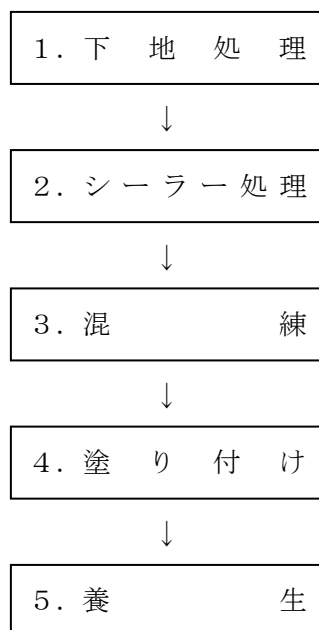 1. 下地処理
↓
2. シーラー処理
↓
3. 混練
↓
4. 塗り付け
↓
5. 養生